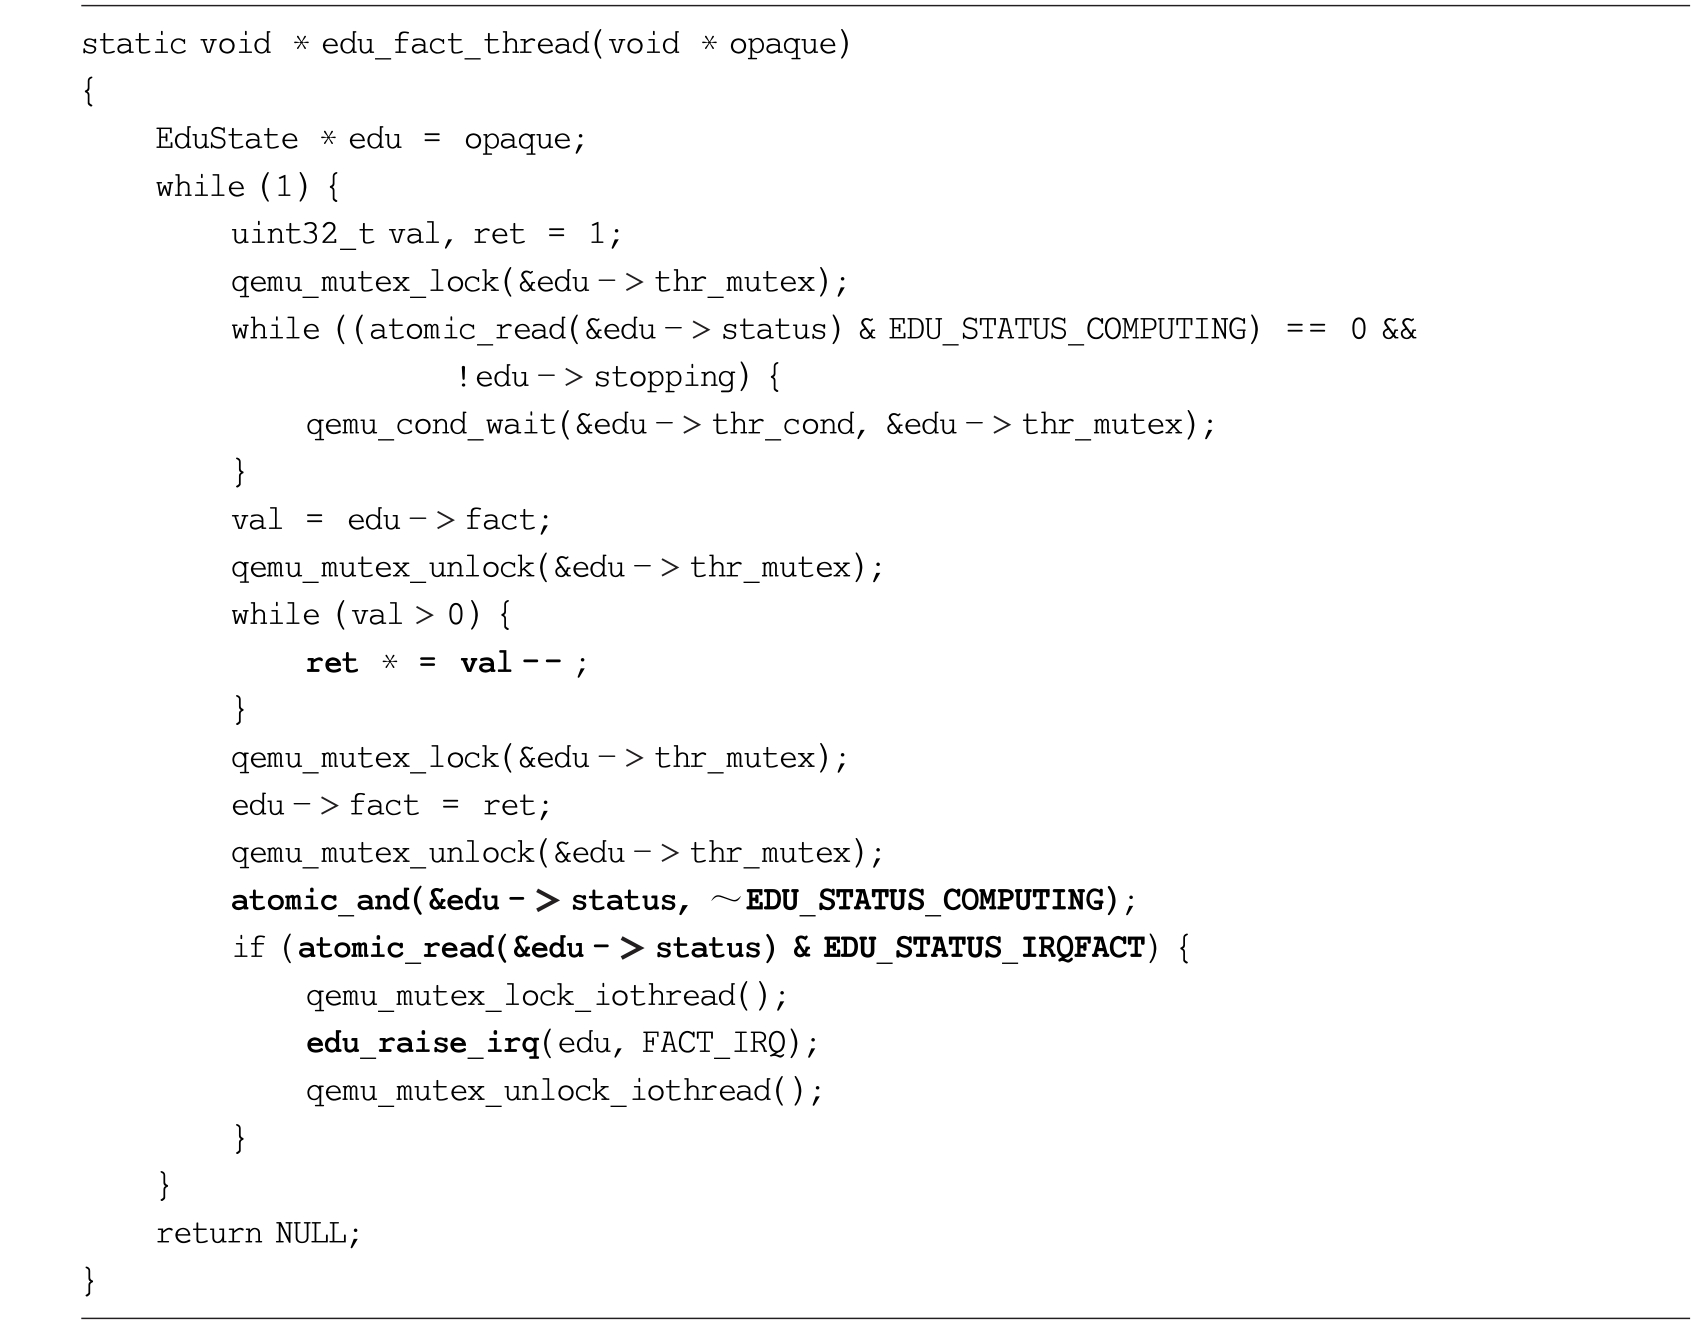 static void * edu_fact_thread(void * opaque)
{
EduState * edu = opaque;
while (1) {
uint32_t val, ret = 1;
qemu_mutex_lock(&edu -> thr_mutex);
while ((atomic_read(&edu -> status) & EDU_STATUS_COMPUTING) == 0 &&
!edu -> stopping) {
qemu_cond_wait(&edu -> thr_cond, &edu -> thr_mutex);
}
val = edu -> fact;
qemu_mutex_unlock(&edu -> thr_mutex);
while (val > 0) {
ret * = val -- ;
}
qemu_mutex_lock(&edu -> thr_mutex);
edu -> fact = ret;
qemu_mutex_unlock(&edu -> thr_mutex);
atomic_and(&edu -> status, ~EDU_STATUS_COMPUTING);
if (atomic_read(&edu -> status) & EDU_STATUS_IRQFACT) {
qemu_mutex_lock_iothread();
edu_raise_irq(edu, FACT_IRQ);
qemu_mutex_unlock_iothread();
}
}
return NULL;
}